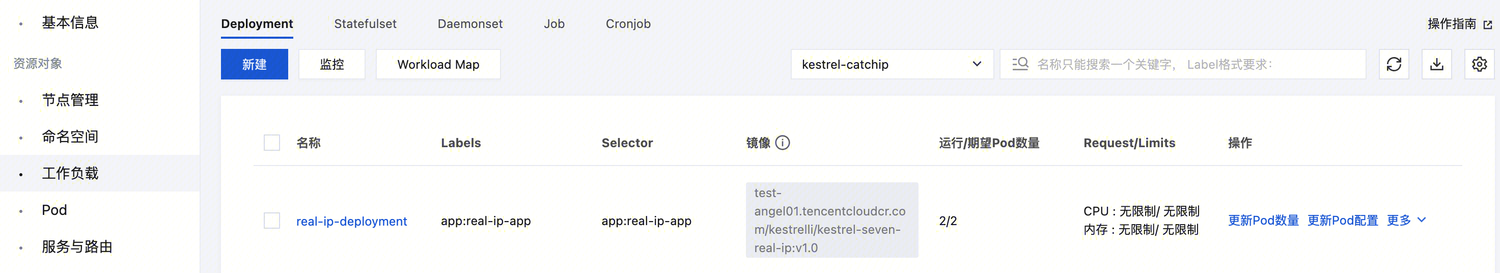 基本信息
资源对象
节点管理
命名空间
工作负载
Pod
服务与路由
Deployment Statefulset Daemonset Job Cronjob 操作指南
新建 监控 Workload Map kestrel-catchip 名称只能搜索一个关键字， Label格式要求：
名称 Labels Selector 镜像 运行/期望Pod数量 Request/Limits 操作
real-ip-deployment app:real-ip-app app:real-ip-app
test-
angel01.tencentcloudcr.co
m/kestrelli/kestrel-seven-
real-ip:v1.0
2/2
CPU : 无限制/ 无限制
内存 : 无限制/ 无限制
更新Pod数量 更新Pod配置 更多